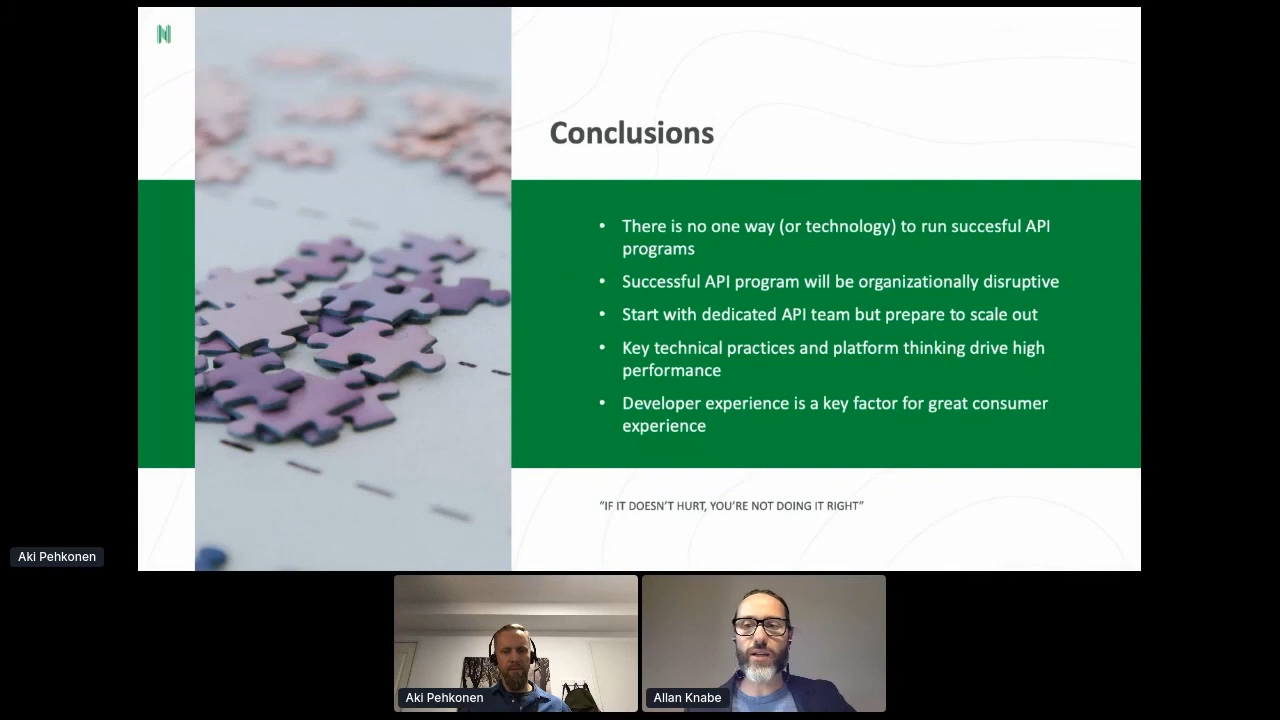 Conclusions
• There is no one way (or technology) to run succesful API
programs
• Successful API program will be organizationally disruptive
• Start with dedicated API team but prepare to scale out
• Key technical practices and platform thinking drive high
performance
• Developer experience is a key factor for great consumer
experience
“IF IT DOESN’T HURT, YOU’RE NOT DOING IT RIGHT”
Aki Pehkonen
Aki Pehkonen
Allan Knabe